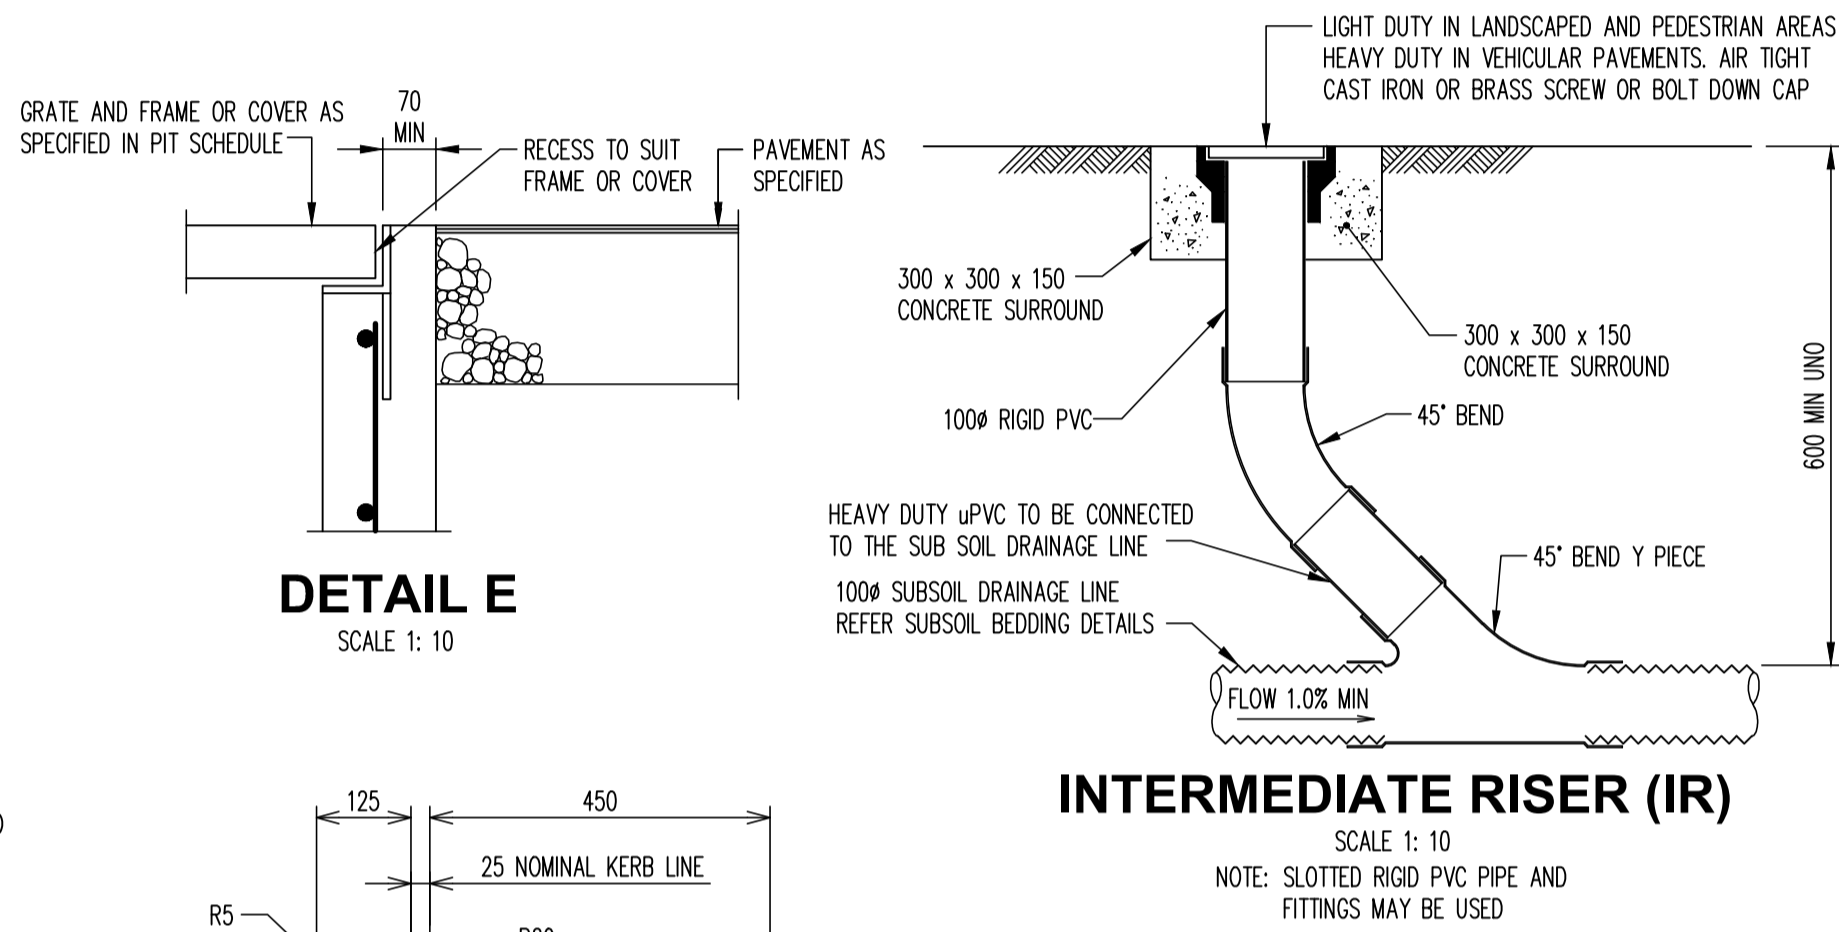 GRATE AND FRAME OR COVER AS
SPECIFIED IN PIT SCHEDULE
70
MIN
RECESS TO SUIT
FRAME OR COVER
PAVEMENT AS
SPECIFIED
DETAIL E
SCALE 1: 10
LIGHT DUTY IN LANDSCAPED AND PEDESTRIAN AREAS
HEAVY DUTY IN VEHICULAR PAVEMENTS. AIR TIGHT
CAST IRON OR BRASS SCREW OR BOLT DOWN CAP
300 x 300 x 150
CONCRETE SURROUND
300 x 300 x 150
CONCRETE SURROUND
100ø RIGID PVC
45° BEND
600 MIN UNO
HEAVY DUTY uPVC TO BE CONNECTED
TO THE SUB SOIL DRAINAGE LINE
45° BEND Y PIECE
100ø SUBSOIL DRAINAGE LINE
REFER SUBSOIL BEDDING DETAILS
FLOW 1.0% MIN
INTERMEDIATE RISER (IR)
SCALE 1: 10
NOTE: SLOTTED RIGID PVC PIPE AND
FITTINGS MAY BE USED
125
450
25 NOMINAL KERB LINE
R5
)